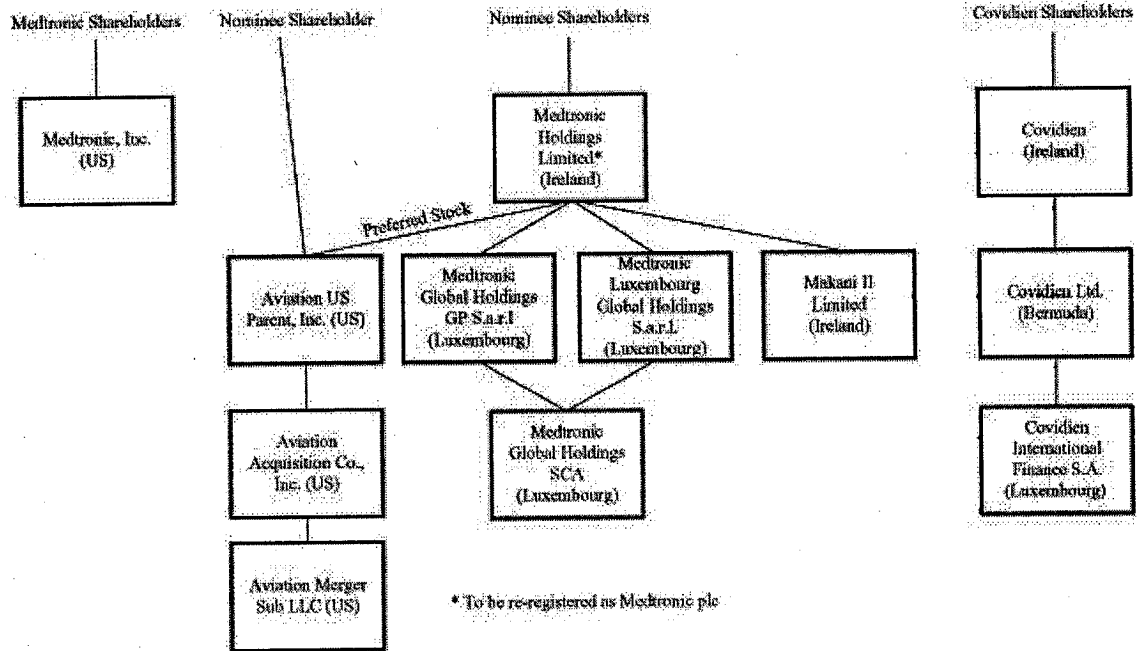 Medtronic Shareholders
Nominee Shareholder
Nominee Shareholders
Covidien Shareholders
Medtronic, Inc.
(US)
Medtronic
Holdings
Limited*
(Ireland)
Covidien
(Ireland)
Preferred Stock
Aviation US
Parent, Inc. (US)
Medtronic
Global Holdings
GP S.a.r.l
(Luxembourg)
Medtronic
Luxembourg
Global Holdings
S.a.r.l.
(Luxembourg)
Makani II
Limited
(Ireland)
Covidien Ltd.
(Bermuda)
Aviation
Acquisition Co.,
Inc. (US)
Medtronic
Global Holdings
SCA
(Luxembourg)
Covidien
International
Finance S.A.
(Luxembourg)
Aviation Merger
Sub LLC (US)
* To be re-registered as Medtronic plc